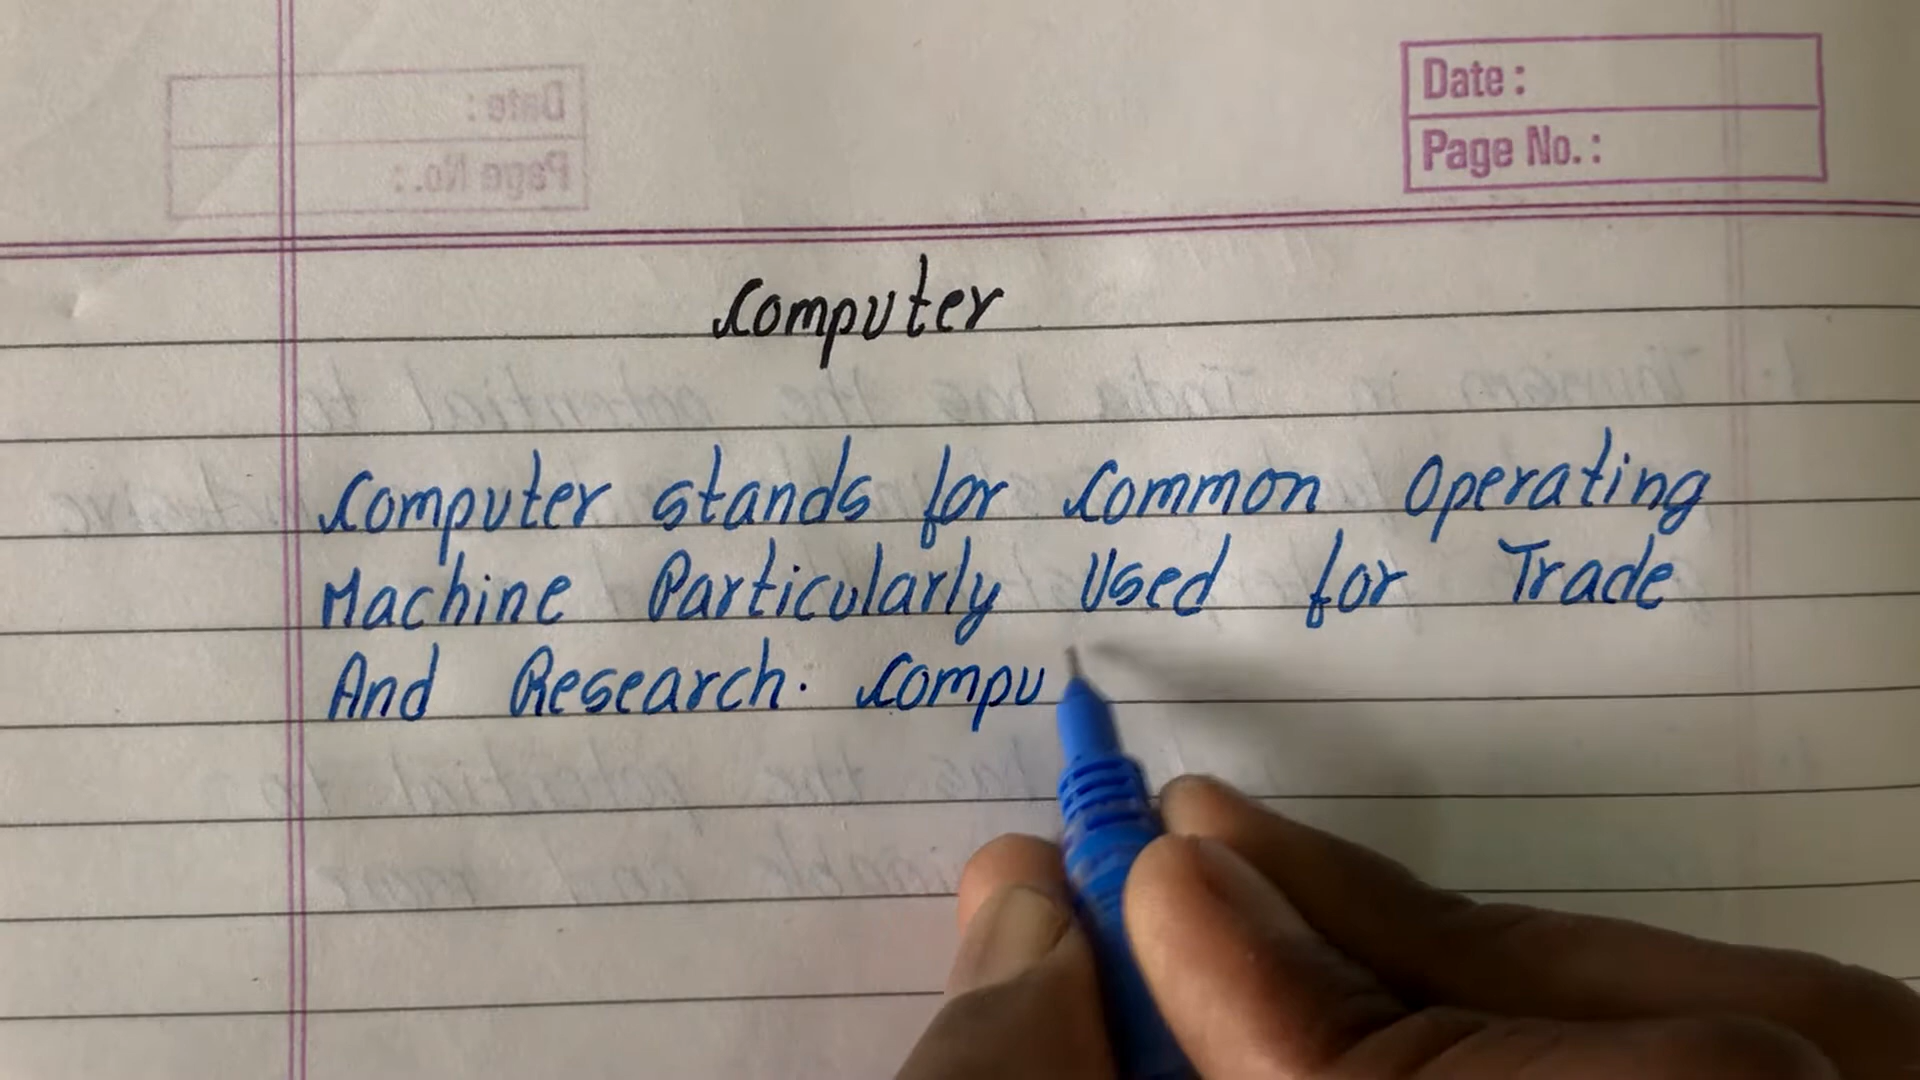 Date :
Page No. :
Computer
Computer stands for Common Operating
Machine Particularly Used for Trade
And Research. Compu